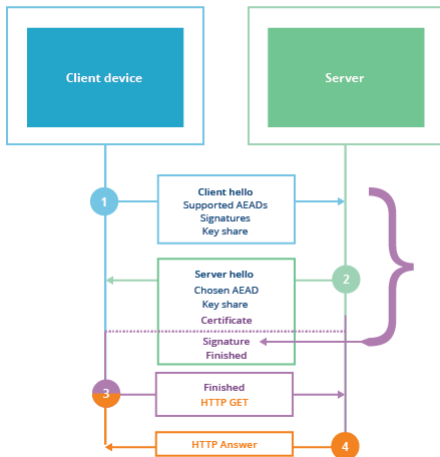 Client device
Server
1
Client hello
Supported AEADs
Signatures
Key share
Server hello
2
Chosen AEAD
Key share
Certificate
Signature
Finished
3
Finished
HTTP GET
HTTP Answer
4